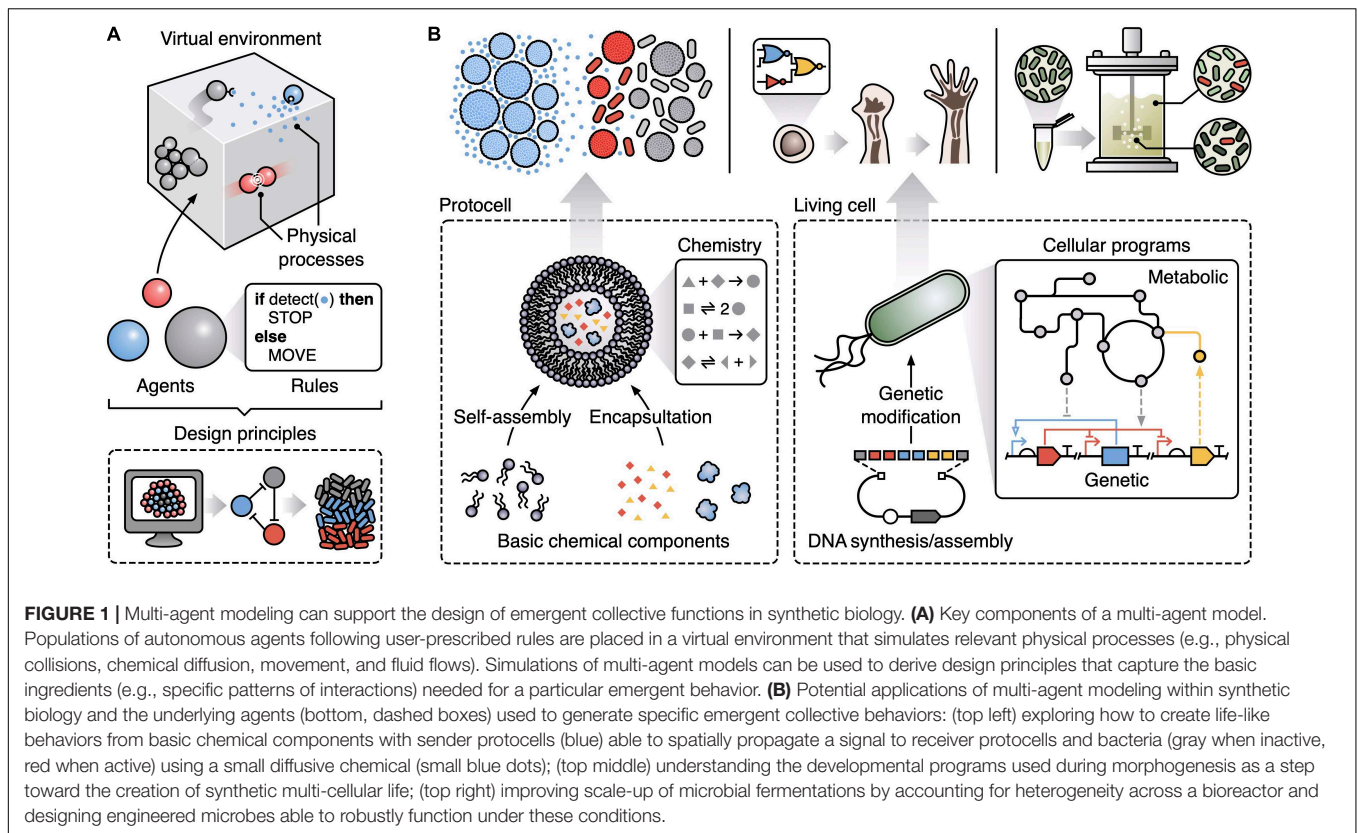 A
Virtual environment
Physical
processes
if detect(•) then
STOP
else
MOVE
Agents
Rules
Design principles
B
Protocell
Chemistry
+ → 
⇌ 2
+ → 
⇌ + 
Self-assembly
Encapsultation
Basic chemical components
Living cell
Cellular programs
Metabolic
Genetic
modification
Genetic
DNA synthesis/assembly
FIGURE 1 | Multi-agent modeling can support the design of emergent collective functions in synthetic biology. (A) Key components of a multi-agent model.
Populations of autonomous agents following user-prescribed rules are placed in a virtual environment that simulates relevant physical processes (e.g., physical
collisions, chemical diffusion, movement, and fluid flows). Simulations of multi-agent models can be used to derive design principles that capture the basic
ingredients (e.g., specific patterns of interactions) needed for a particular emergent behavior. (B) Potential applications of multi-agent modeling within synthetic
biology and the underlying agents (bottom, dashed boxes) used to generate specific emergent collective behaviors: (top left) exploring how to create life-like
behaviors from basic chemical components with sender protocells (blue) able to spatially propagate a signal to receiver protocells and bacteria (gray when inactive,
red when active) using a small diffusive chemical (small blue dots); (top middle) understanding the developmental programs used during morphogenesis as a step
toward the creation of synthetic multi-cellular life; (top right) improving scale-up of microbial fermentations by accounting for heterogeneity across a bioreactor and
designing engineered microbes able to robustly function under these conditions.